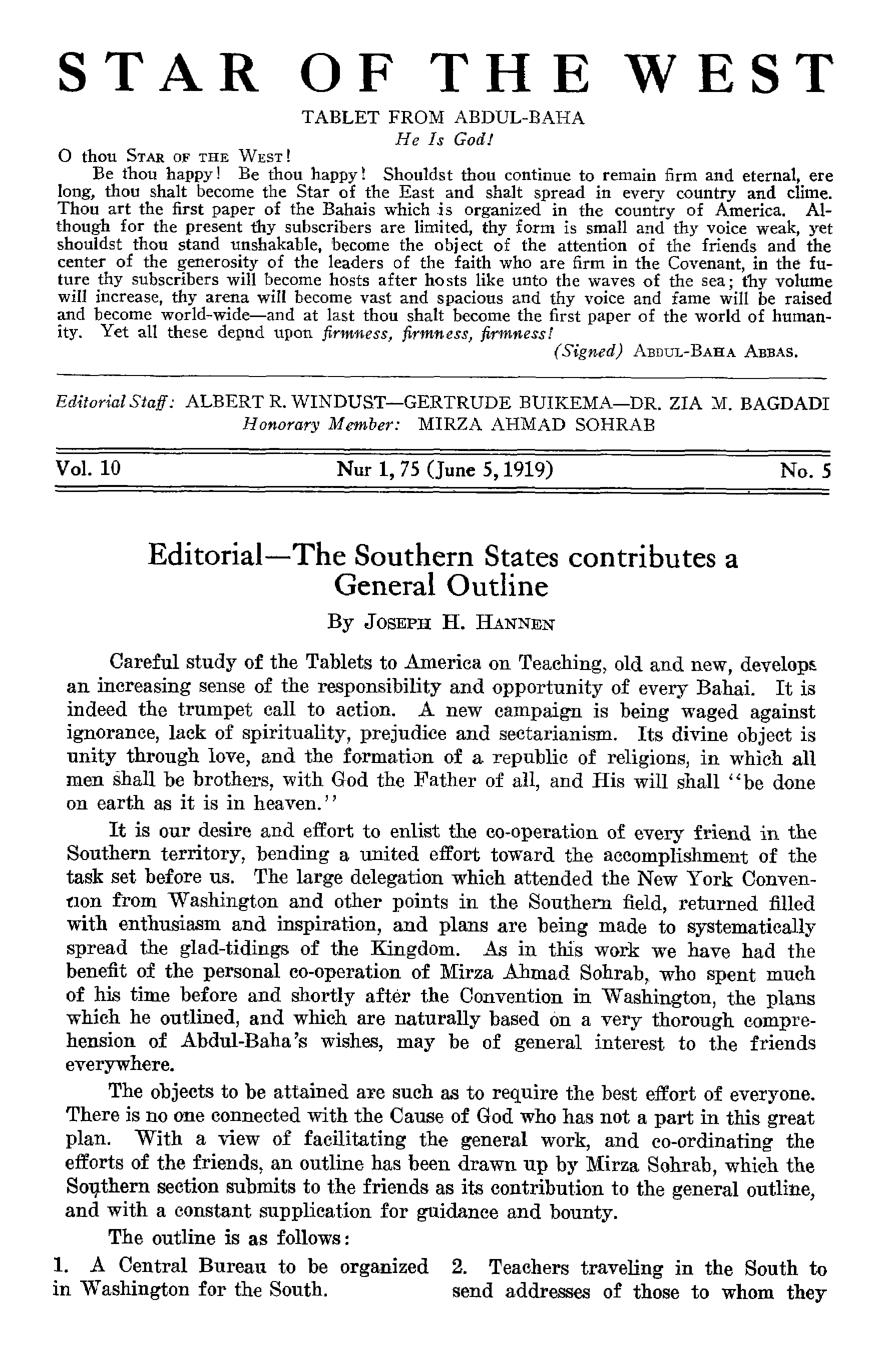 STAR OF THE WEST
TABLET FROM ABDUL-BAHA
He Is God!
O thou STAR OF THE WEST!
Be thou happy! Be thou happy! Shouldst thou continue to remain firm and eternal, ere
long, thou shalt become the Star of the East and shalt spread in every country and clime.
Thou art the first paper of the Bahais which is organized in the country of America. Al-
though for the present thy subscribers are limited, thy form is small and thy voice weak, yet
shouldst thou stand unshakable, become the object of the attention of the friends and the
center of the generosity of the leaders of the faith who are firm in the Covenant, in the fu-
ture thy subscribers will become hosts after hosts like unto the waves of the sea; thy volume
will increase, thy arena will become vast and spacious and thy voice and fame will be raised
and become world-wide—and at last thou shalt become the first paper of the world of human-
ity. Yet all these depnd upon firmness, firmness, firmness!
(Signed) ABDUL-BAHA ABBAS.
Editorial Staff: ALBERT R. WINDUST—GERTRUDE BUIKEMA—DR. ZIA M. BAGDADI
Honorary Member: MIRZA AHMAD SOHRAB
Vol. 10 Nur 1, 75 (June 5, 1919) No. 5
Editorial—The Southern States contributes a
General Outline
By JOSEPH H. HANNEN
Careful study of the Tablets to America on Teaching, old and new, develops
an increasing sense of the responsibility and opportunity of every Bahai. It is
indeed the trumpet call to action. A new campaign is being waged against
ignorance, lack of spirituality, prejudice and sectarianism. Its divine object is
unity through love, and the formation of a republic of religions, in which all
men shall be brothers, with God the Father of all, and His will shall "be done
on earth as it is in heaven."
It is our desire and effort to enlist the co-operation of every friend in the
Southern territory, bending a united effort toward the accomplishment of the
task set before us. The large delegation which attended the New York Conven-
tion from Washington and other points in the Southern field, returned filled
with enthusiasm and inspiration, and plans are being made to systematically
spread the glad-tidings of the Kingdom. As in this work we have had the
benefit of the personal co-operation of Mirza Ahmad Sohrab, who spent much
of his time before and shortly after the Convention in Washington, the plans
which he outlined, and which are naturally based on a very thorough compre-
hension of Abdul-Baha's wishes, may be of general interest to the friends
everywhere.
The objects to be attained are such as to require the best effort of everyone.
There is no one connected with the Cause of God who has not a part in this great
plan. With a view of facilitating the general work, and co-ordinating the
efforts of the friends, an outline has been drawn up by Mirza Sohrab, which the
Southern section submits to the friends as its contribution to the general outline,
and with a constant supplication for guidance and bounty.
The outline is as follows:
1. A Central Bureau to be organized
in Washington for the South.
2. Teachers traveling in the South to
send addresses of those to whom they